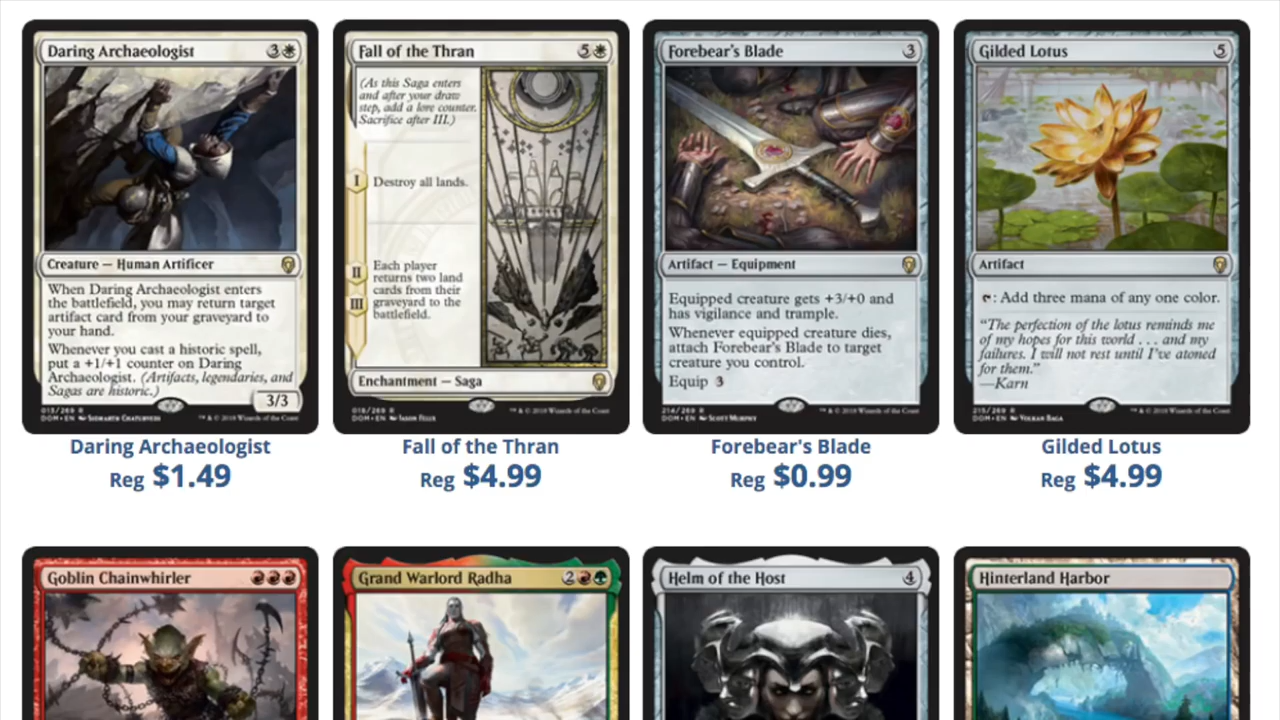 Daring Archaeologist 3
Creature — Human Artificer
When Daring Archaeologist enters
the battlefield, you may return target
artifact card from your graveyard to
your hand.
Whenever you cast a historic spell,
put a +1/+1 counter on Daring
Archaeologist. (Artifacts, legendaries, and
Sagas are historic.)
3/3
Daring Archaeologist
Reg $1.49
Fall of the Thran 5
(As this Saga enters
and after your draw
step, add a lore counter.
Sacrifice after III.)
I
Destroy all lands.
II
III
Each player
returns two land
cards from their
graveyard to the
battlefield.
Enchantment — Saga
Fall of the Thran
Reg $4.99
Forebear's Blade 3
Artifact — Equipment
Equipped creature gets +3/+0 and
has vigilance and trample.
Whenever equipped creature dies,
attach Forebear's Blade to target
creature you control.
Equip 3
Forebear's Blade
Reg $0.99
Gilded Lotus 5
Artifact
: Add three mana of any one color.
“The perfection of the lotus reminds me
of my hopes for this world . . . and my
failures. I will not rest until I’ve atoned
for them.”
—Karn
Gilded Lotus
Reg $4.99
Goblin Chainwhirler
Grand Warlord Radha 2
Helm of the Host 4
Hinterland Harbor